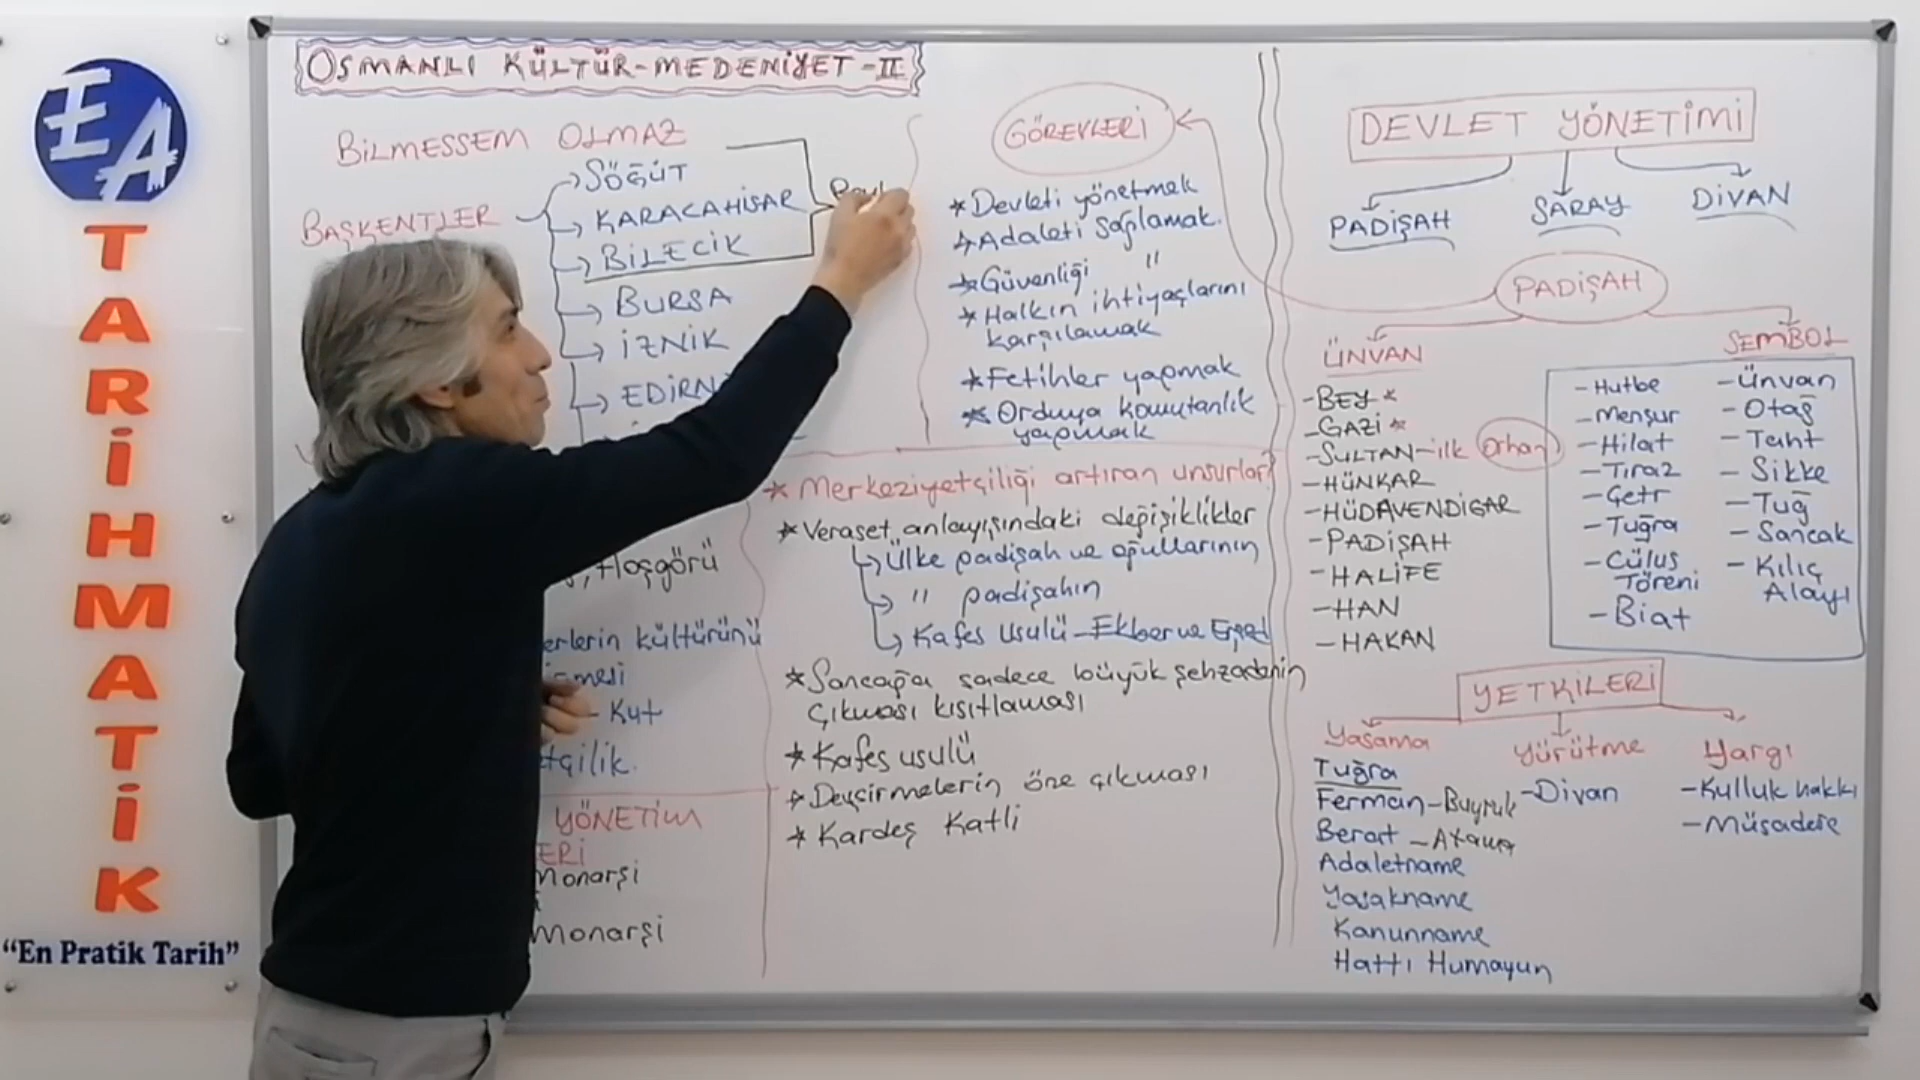 EA
TARİHMATİK
“En Pratik Tarih”
OSMANLI KÜLTÜR-MEDENİYET-II
BİLMESSEM OLMAZ
BAŞKENTLER
SÖĞÜT
KARACAHİSAR
BİLECİK
BURSA
İZNİK
Hoşgörü
erlerin kültürünü
- Kut
YÖNETİM
ERİ
Monarşi
Monarşi
GÖREVLERİ
* Devleti yönetmek
* Adaleti sağlamak.
* Güvenliği "
* Halkın ihtiyaçlarını
karşılamak
* Fetihler yapmak
* Orduya komutanlık
yapmak
* Merkeziyetçiliği artıran unsurlar?
* Veraset anlayışındaki değişiklikler
Ülke padişah ve oğullarının
" padişahın
Kafes Usulü - Ekber ve Erşed
* Sancağa sadece büyük şehzadenin
çıkması kısıtlaması
* Kafes usulü
* Devşirmelerin öne çıkması
* Kardeş Katli
DEVLET YÖNETİMİ
PADİŞAH
SARAY
DİVAN
PADİŞAH
ÜNVAN
- BEY *
- GAZİ *
- SULTAN - ilk Orhan
- HÜNKAR
- HÜDAVENDİGAR
- PADİŞAH
- HALİFE
- HAN
- HAKAN
SEMBOL
- Hutbe
- Menşur
- Hilat
- Tıraz
- Çetr
- Tuğra
- Cülus
Töreni
- Biat
- Ünvan
- Otağ
- Taht
- Sikke
- Tuğ
- Sancak
- Kılıç
Alayı
YETKİLERİ
Yasama
Tuğra
Ferman - Buyruk
Berat - Atama
Adaletname
Yasakname
Kanunname
Hattı Humayun
Yürütme
- Divan
Yargı
- Kulluk hakkı
- Müsadere